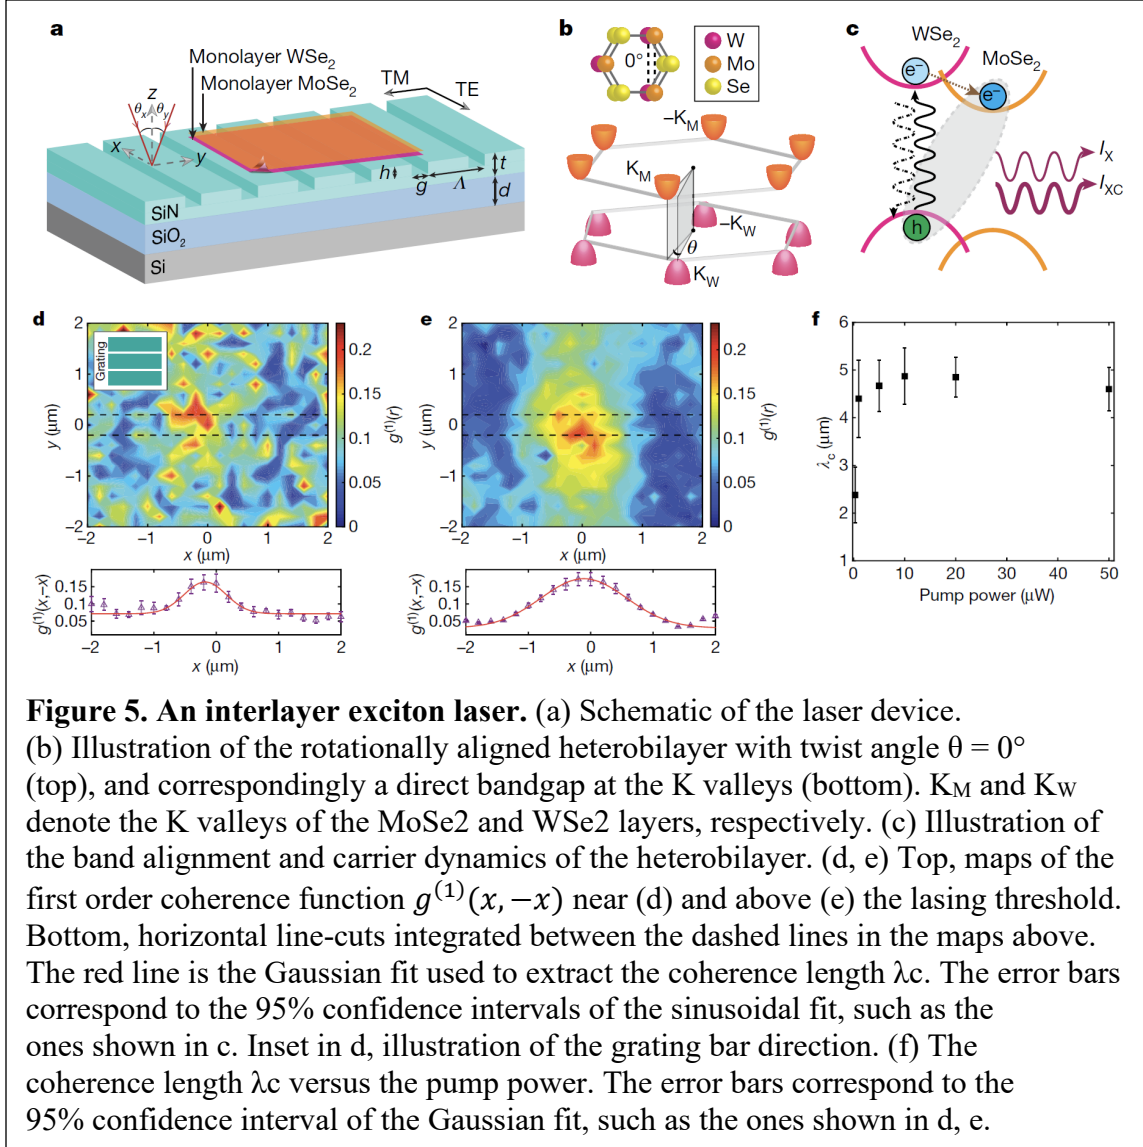 a
Monolayer WSe2
Monolayer MoSe2
TM
TE
θx
θy
z
x
y
h
g
Λ
t
d
SiN
SiO2
Si
b
0°
W
Mo
Se
−KM
KM
−KW
θ
KW
c
WSe2
MoSe2
e−
e−
h
IX
IXC
d
Grating
2
1
0
−1
−2
y (μm)
−2
−1
0
1
2
x (μm)
0.2
0.15
0.1
0.05
0
g(1)(r)
g(1)(x,−x)
0.15
0.1
0.05
−2
−1
0
1
2
x (μm)
e
2
1
0
−1
−2
y (μm)
−2
−1
0
1
2
x (μm)
0.2
0.15
0.1
0.05
0
g(1)(r)
g(1)(x,−x)
0.15
0.1
0.05
−2
−1
0
1
2
x (μm)
f
6
5
4
3
2
1
λc (μm)
0
10
20
30
40
50
Pump power (μW)
Figure 5. An interlayer exciton laser. (a) Schematic of the laser device.
(b) Illustration of the rotationally aligned heterobilayer with twist angle θ = 0°
(top), and correspondingly a direct bandgap at the K valleys (bottom). KM and KW
denote the K valleys of the MoSe2 and WSe2 layers, respectively. (c) Illustration of
the band alignment and carrier dynamics of the heterobilayer. (d, e) Top, maps of the
first order coherence function g(1)(x, −x) near (d) and above (e) the lasing threshold.
Bottom, horizontal line-cuts integrated between the dashed lines in the maps above.
The red line is the Gaussian fit used to extract the coherence length λc. The error bars
correspond to the 95% confidence intervals of the sinusoidal fit, such as the
ones shown in c. Inset in d, illustration of the grating bar direction. (f) The
coherence length λc versus the pump power. The error bars correspond to the
95% confidence interval of the Gaussian fit, such as the ones shown in d, e.